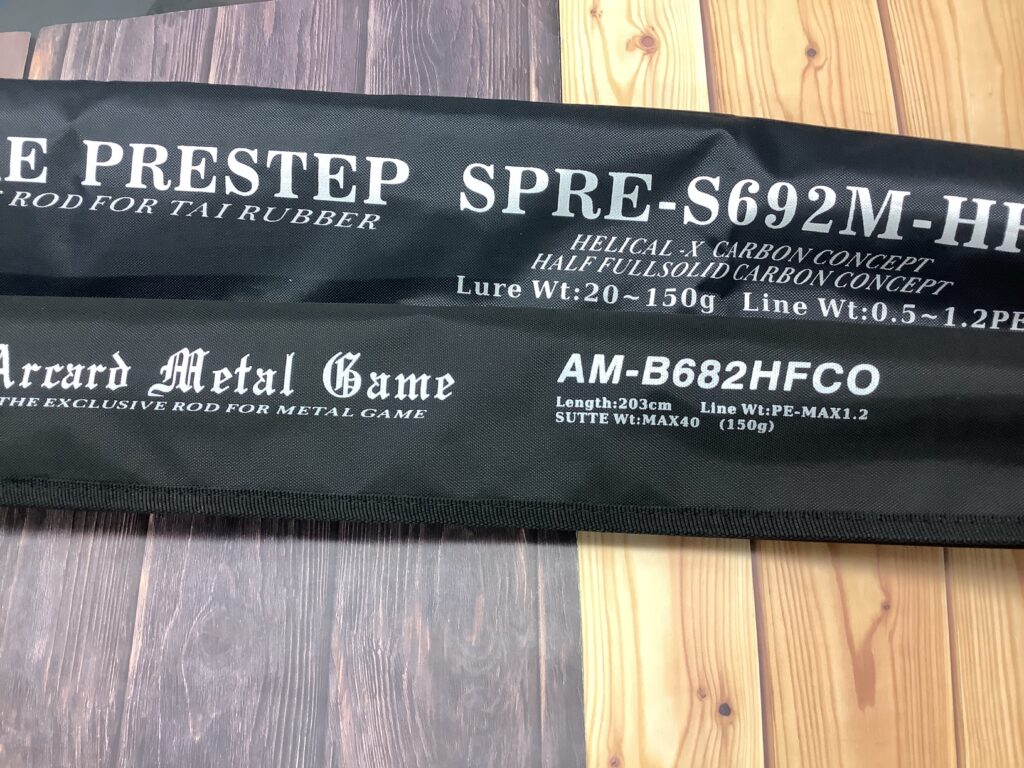 E PRESTEP
ROD FOR TAI RUBBER
SPRE-S692M-HF
HELICAL-X CARBON CONCEPT
HALF FULLSOLID CARBON CONCEPT
Lure Wt:20~150g Line Wt:0.5~1.2PE
Arcard Metal Game
THE EXCLUSIVE ROD FOR METAL GAME
AM-B682HFCO
Length:203cm Line Wt:PE-MAX1.2
SUTTE Wt:MAX40 (150g)